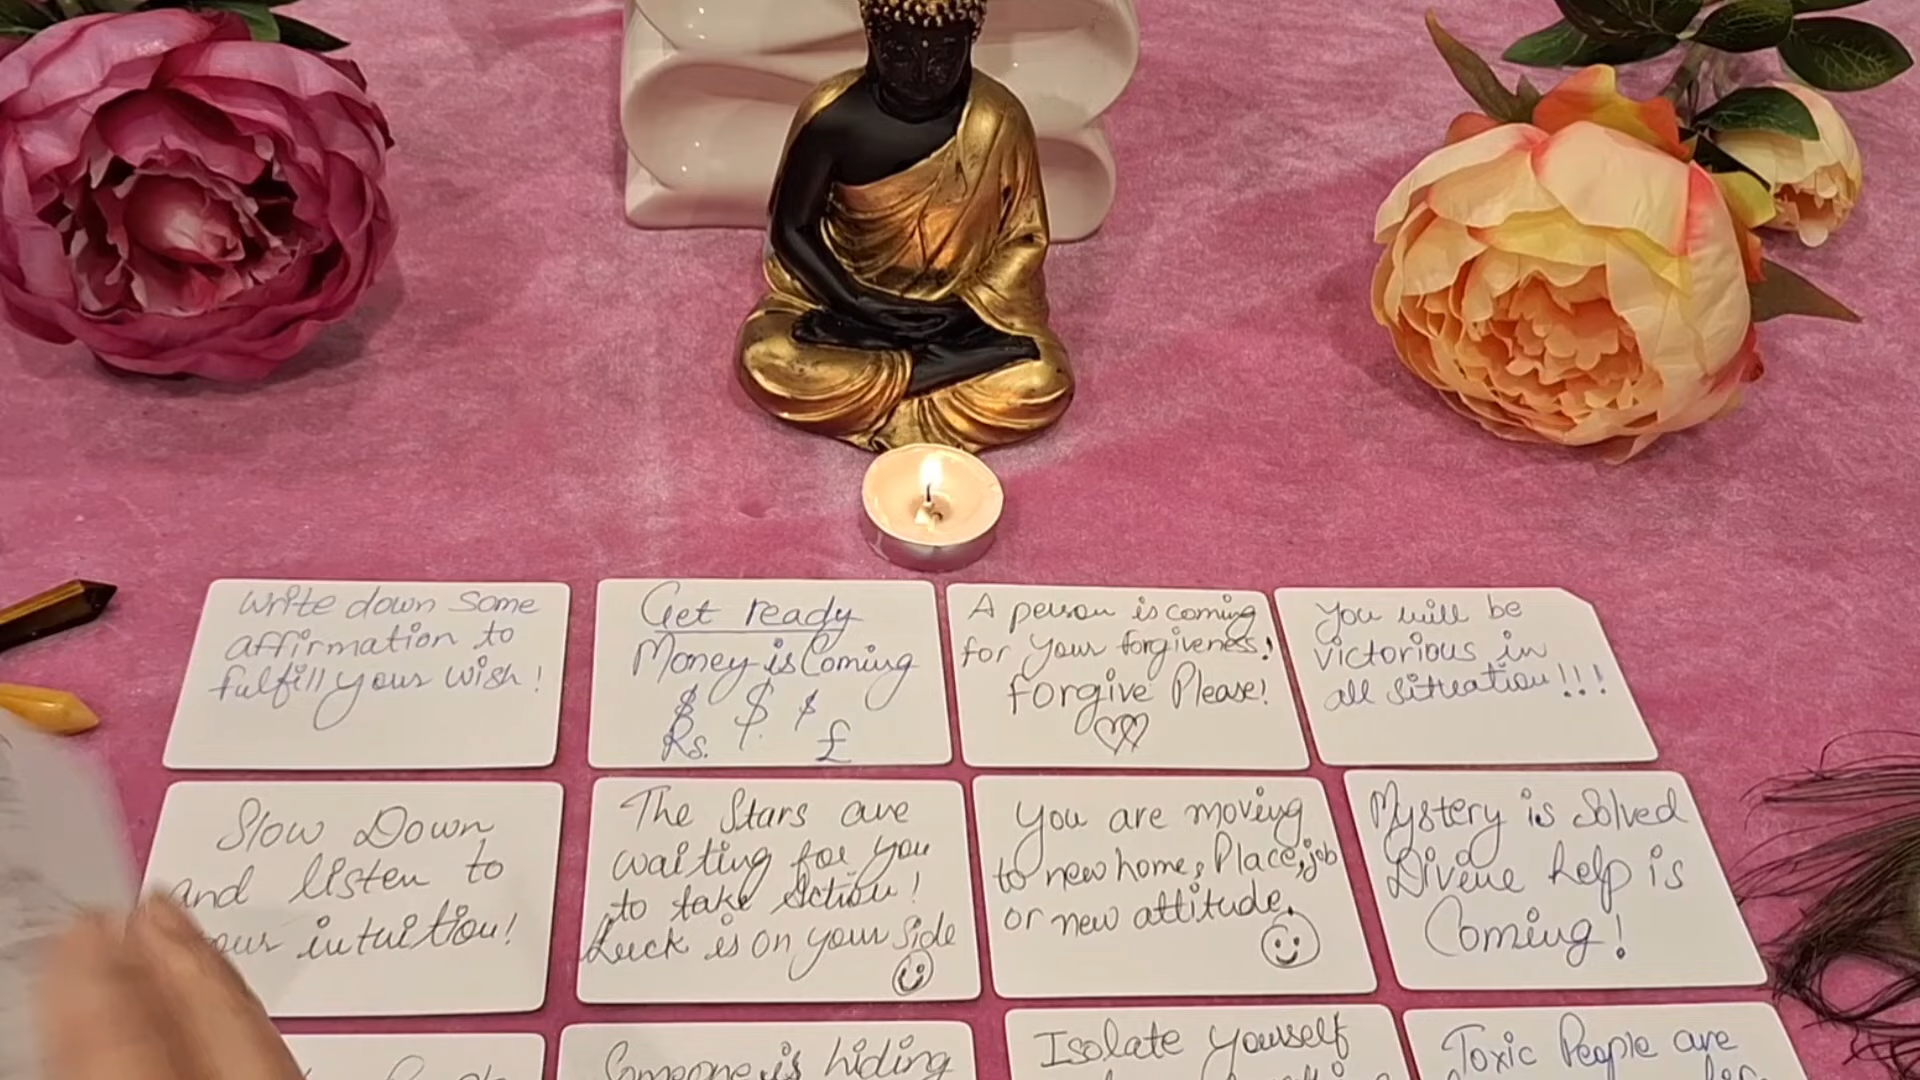 Write down some
affirmation to
fulfill your wish!
Get ready
Money is Coming
$ $ $
Rs. £
A person is coming
for your forgiveness!
forgive Please!
You will be
victorious in
all situation!!!
Slow Down
and listen to
your intuition!
The Stars are
waiting for you
to take Action!
Luck is on your side
You are moving
to new home, Place, job
or new attitude.
Mystery is Solved
Divine help is
Coming!
Someone is hiding
Isolate yourself
Toxic People are